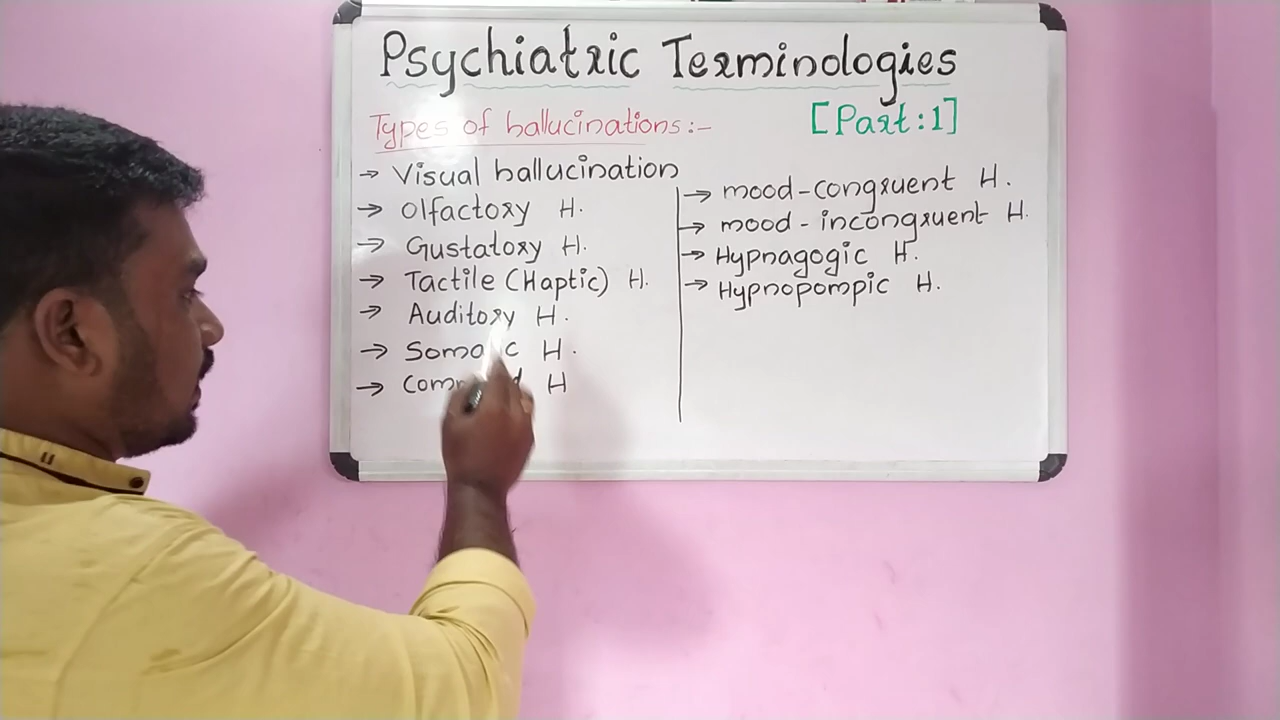 Psychiatric Terminologies
[Part:1]
Types of hallucinations:-
→ Visual hallucination
→ Olfactory H.
→ Gustatory H.
→ Tactile (Haptic) H.
→ Auditory H.
→ H.
→ H
→ mood-congruent H.
→ mood-incongruent H.
→ Hypnagogic H.
→ Hypnopompic H.